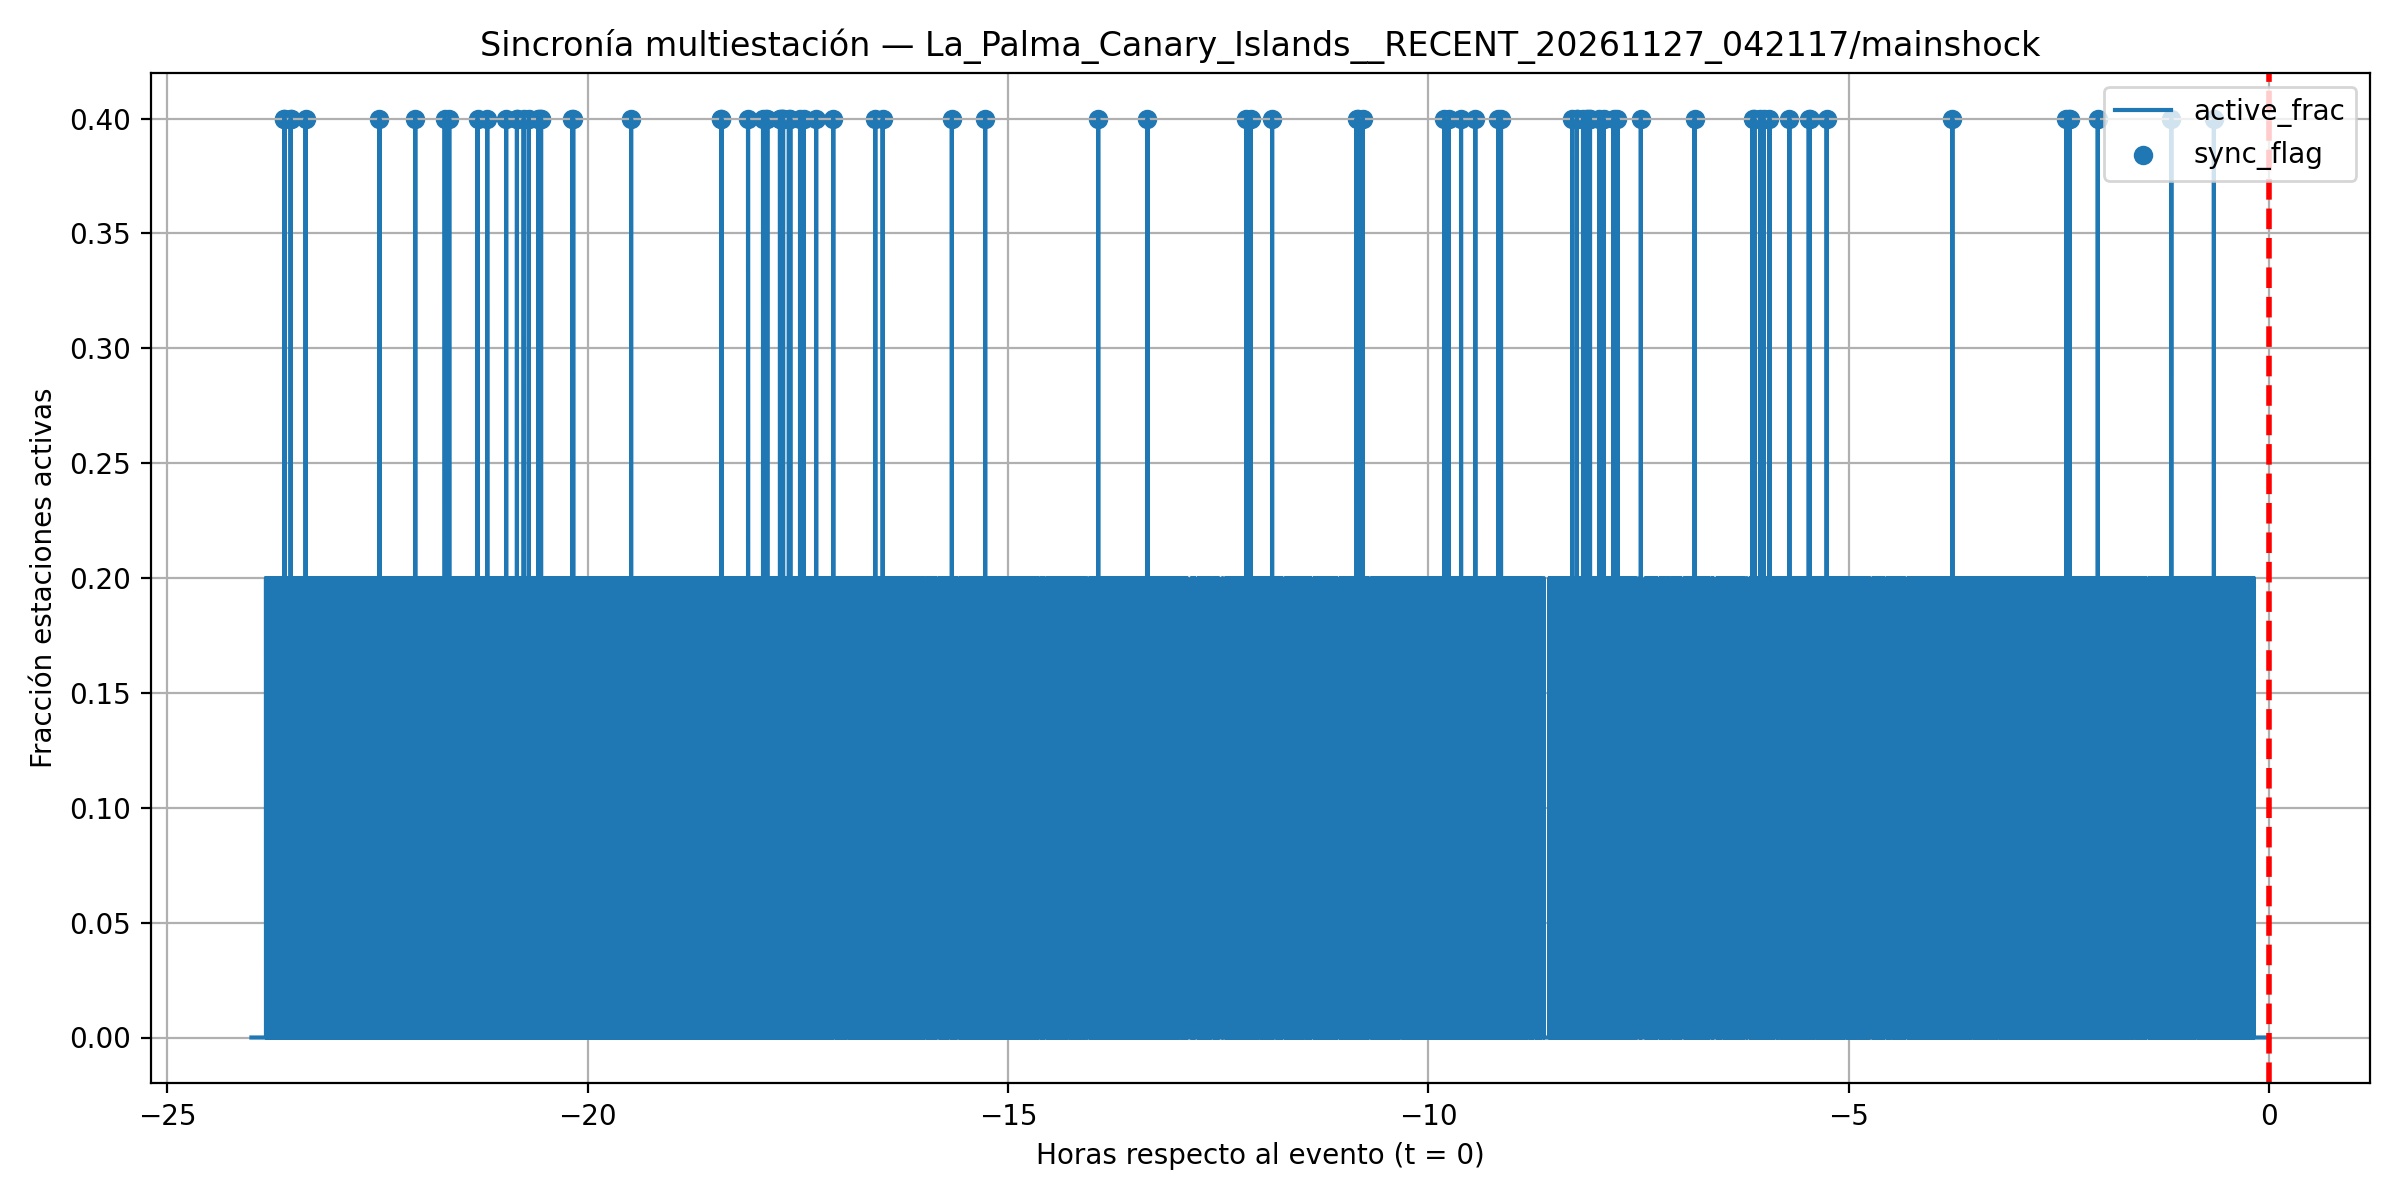 Sincronía multiestación — La_Palma_Canary_Islands__RECENT_20261127_042117/mainshock
active_frac
sync_flag
Fracción estaciones activas
0.40
0.35
0.30
0.25
0.20
0.15
0.10
0.05
0.00
−25 −20 −15 −10 −5 0
Horas respecto al evento (t = 0)